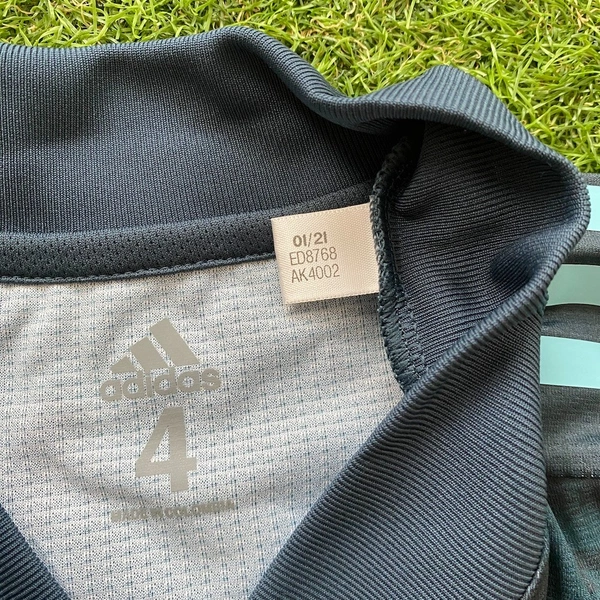 01/21
ED8768
AK4002
adidas
4
MADE IN COLOMBIA